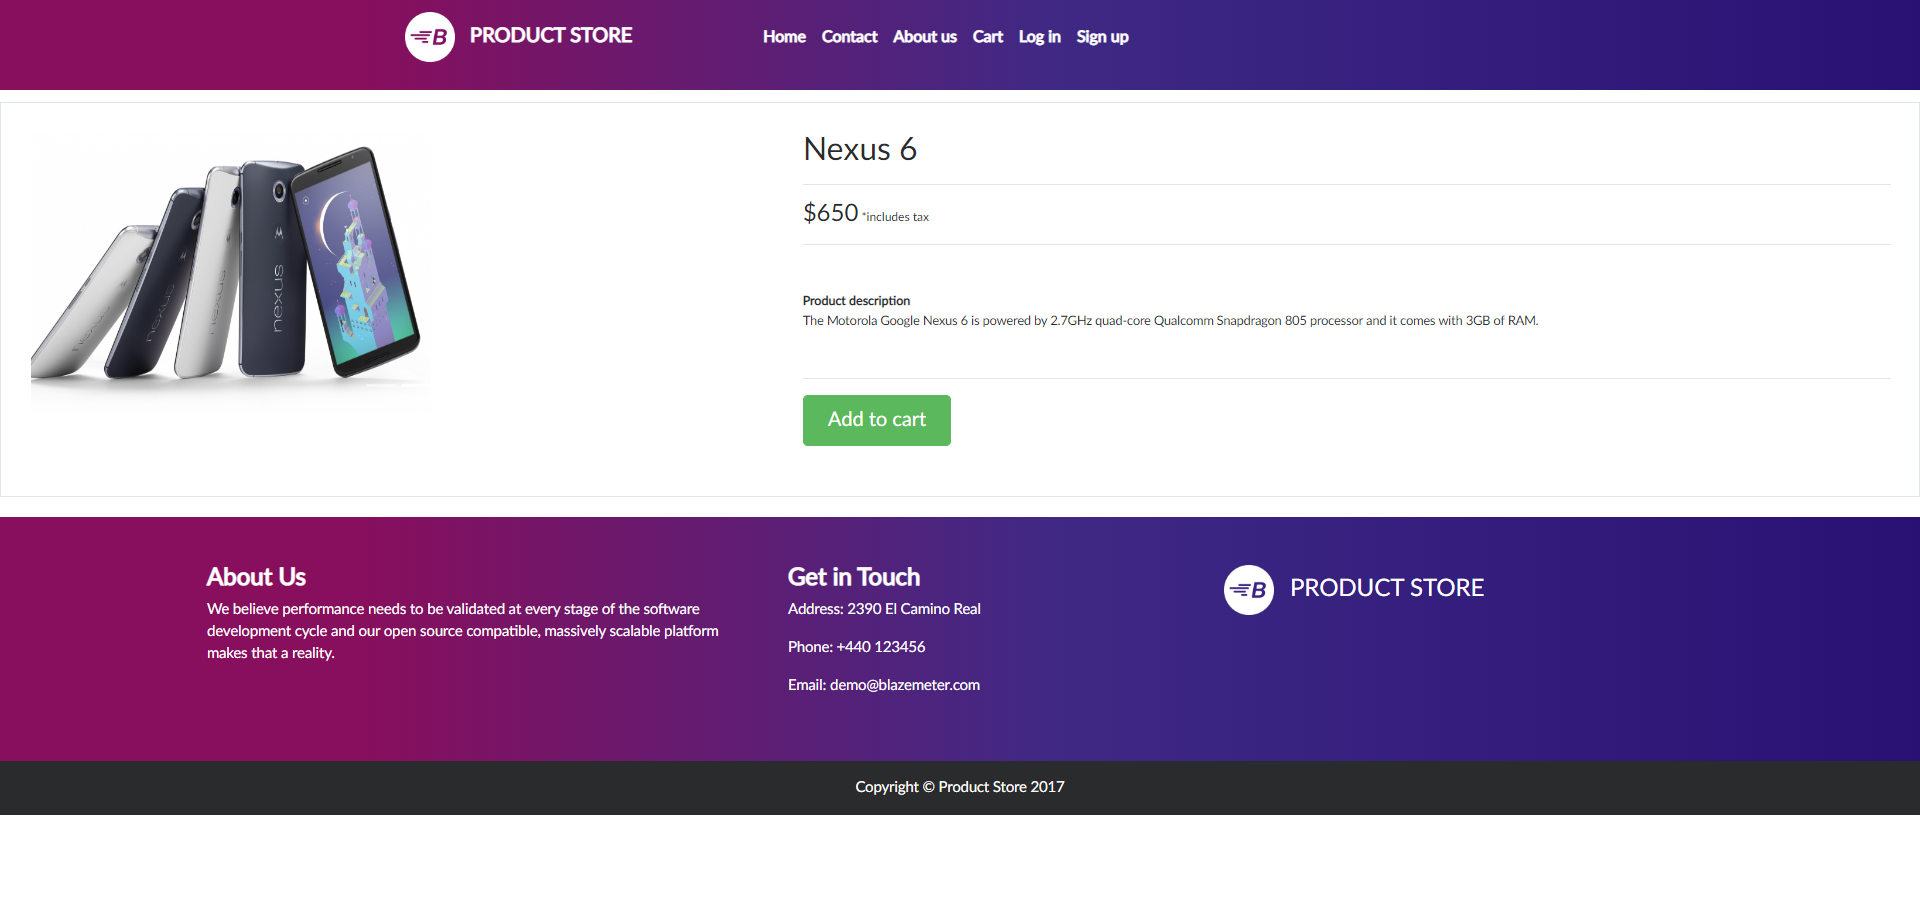 B PRODUCT STORE
Home Contact About us Cart Log in Sign up
nexus
nexus
nexus
nexus
Nexus 6
$650 *includes tax
Product description
The Motorola Google Nexus 6 is powered by 2.7GHz quad-core Qualcomm Snapdragon 805 processor and it comes with 3GB of RAM.
Add to cart
About Us
We believe performance needs to be validated at every stage of the software
development cycle and our open source compatible, massively scalable platform
makes that a reality.
Get in Touch
Address: 2390 El Camino Real
Phone: +440 123456
Email: demo@blazemeter.com
B PRODUCT STORE
Copyright © Product Store 2017